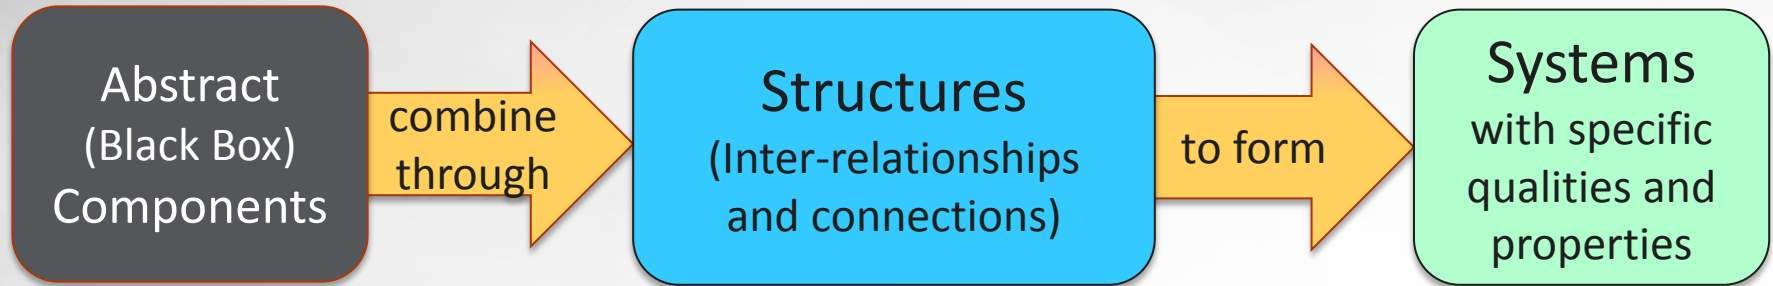 Abstract
(Black Box)
Components
combine
through
Structures
(Inter-relationships
and connections)
to form
Systems
with specific
qualities and
properties